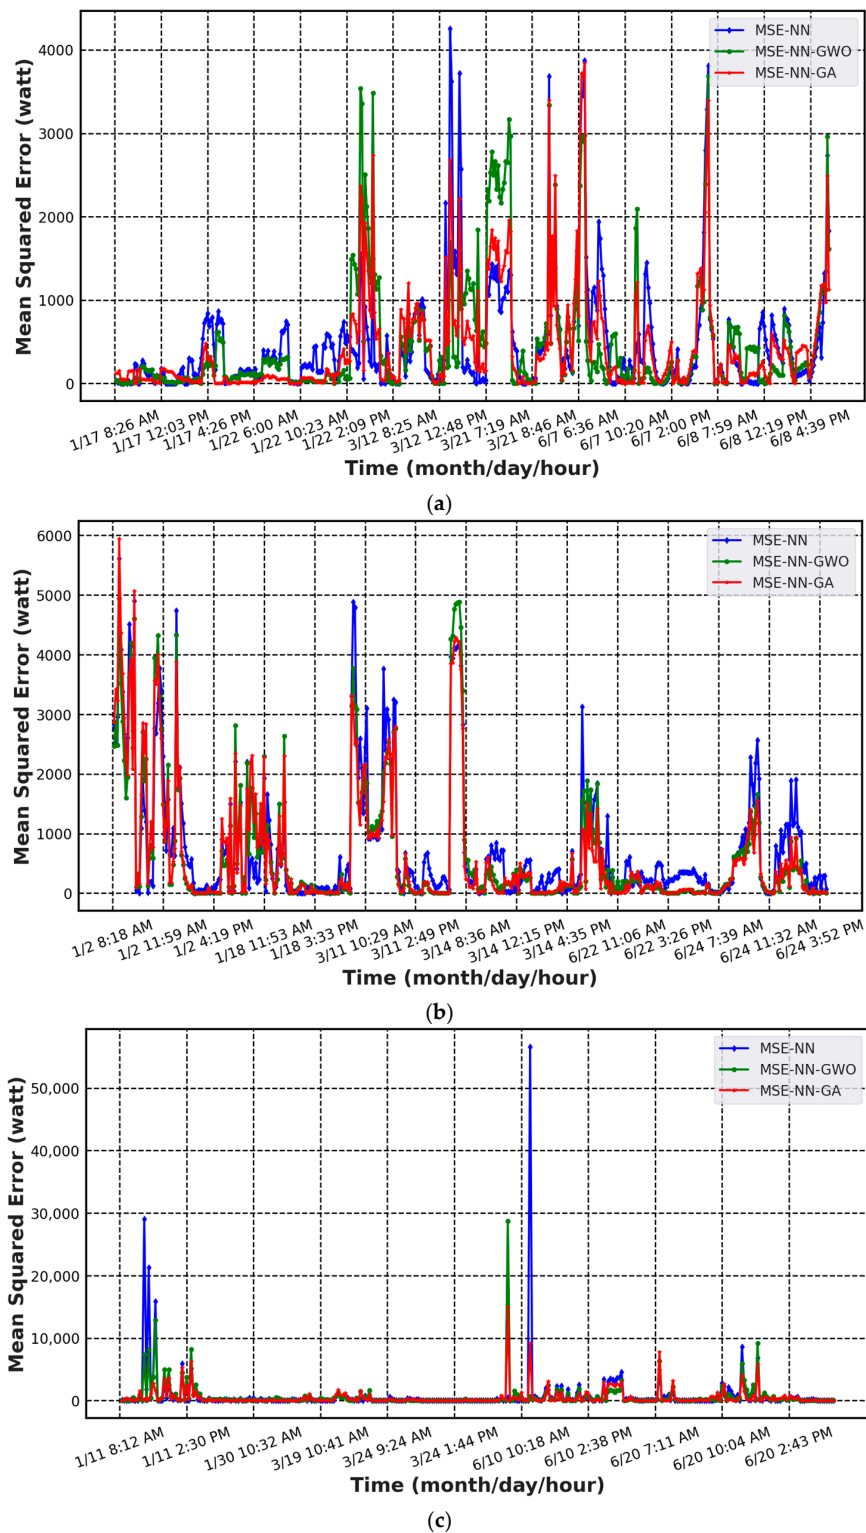 MSE-NN
MSE-NN-GWO
MSE-NN-GA
Mean Squared Error (watt)
4000
3000
2000
1000
0
1/17 8:26 AM
1/17 12:03 PM
1/17 4:26 PM
1/22 6:00 AM
1/22 10:23 AM
1/22 2:09 PM
3/12 8:25 AM
3/12 12:48 PM
3/21 7:19 AM
3/21 8:46 AM
6/7 6:36 AM
6/7 10:20 AM
6/7 2:00 PM
6/8 7:59 AM
6/8 12:19 PM
6/8 4:39 PM
Time (month/day/hour)
(a)
MSE-NN
MSE-NN-GWO
MSE-NN-GA
Mean Squared Error (watt)
6000
5000
4000
3000
2000
1000
0
1/2 8:18 AM
1/2 11:59 AM
1/2 4:19 PM
1/18 11:53 AM
1/18 3:33 PM
3/11 10:29 AM
3/11 2:49 PM
3/14 8:36 AM
3/14 12:15 PM
3/14 4:35 PM
6/22 11:06 AM
6/22 3:26 PM
6/24 7:39 AM
6/24 11:32 AM
6/24 3:52 PM
Time (month/day/hour)
(b)
MSE-NN
MSE-NN-GWO
MSE-NN-GA
Mean Squared Error (watt)
50,000
40,000
30,000
20,000
10,000
0
1/11 8:12 AM
1/11 2:30 PM
1/30 10:32 AM
3/19 10:41 AM
3/24 9:24 AM
3/24 1:44 PM
6/10 10:18 AM
6/10 2:38 PM
6/20 7:11 AM
6/20 10:04 AM
6/20 2:43 PM
Time (month/day/hour)
(c)